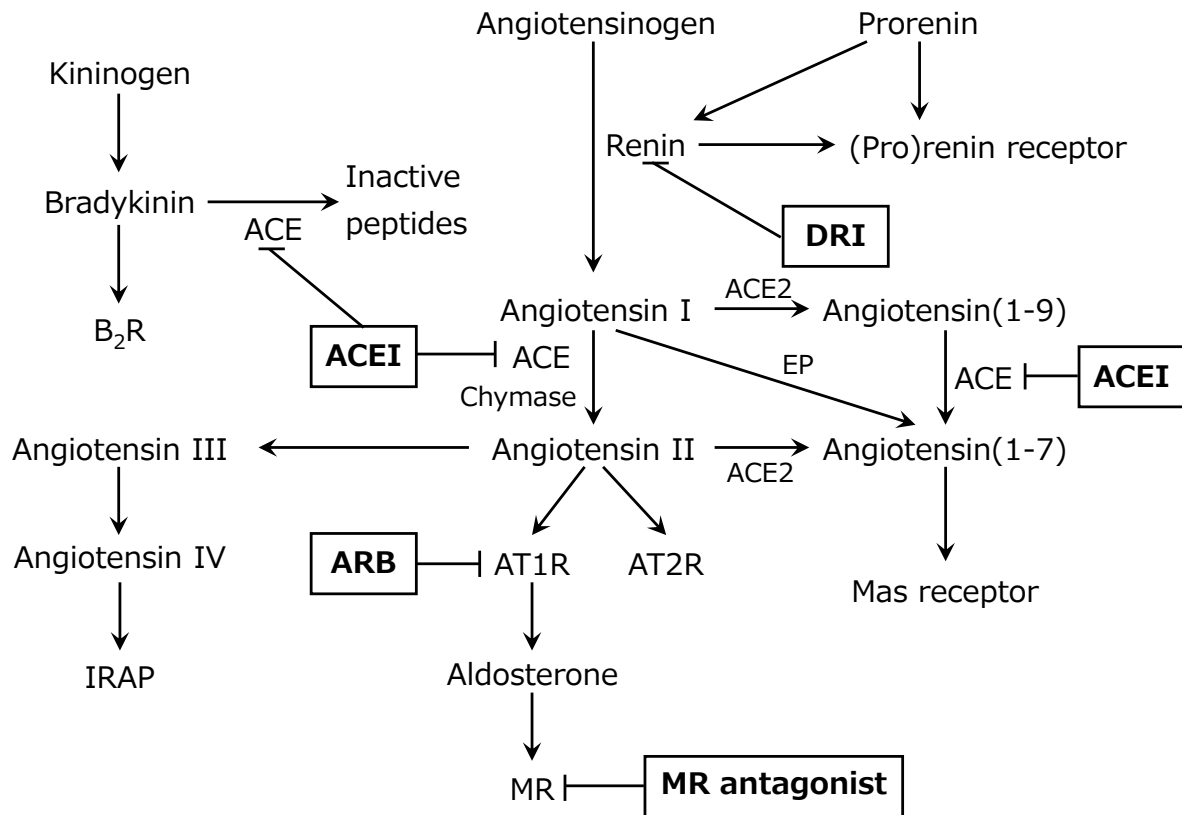 Angiotensinogen
Prorenin
Kininogen
Renin
(Pro)renin receptor
Bradykinin
Inactive
peptides
ACE
DRI
B₂R
Angiotensin I
ACE2
Angiotensin(1-9)
ACEI
ACE
EP
ACE
ACEI
Chymase
Angiotensin III
Angiotensin II
ACE2
Angiotensin(1-7)
Angiotensin IV
ARB
AT1R
AT2R
Mas receptor
IRAP
Aldosterone
MR
MR antagonist